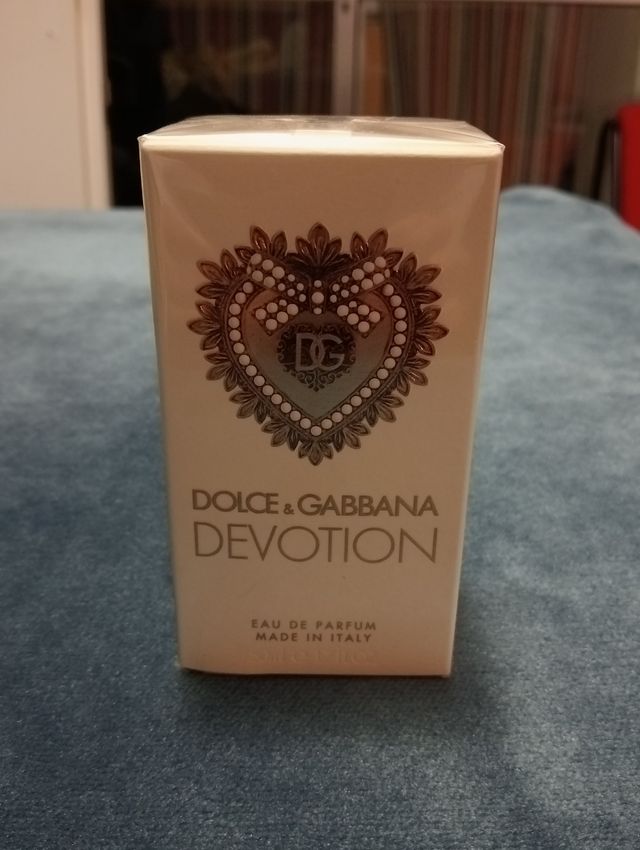 DG
DOLCE & GABBANA
DEVOTION
EAU DE PARFUM
MADE IN ITALY